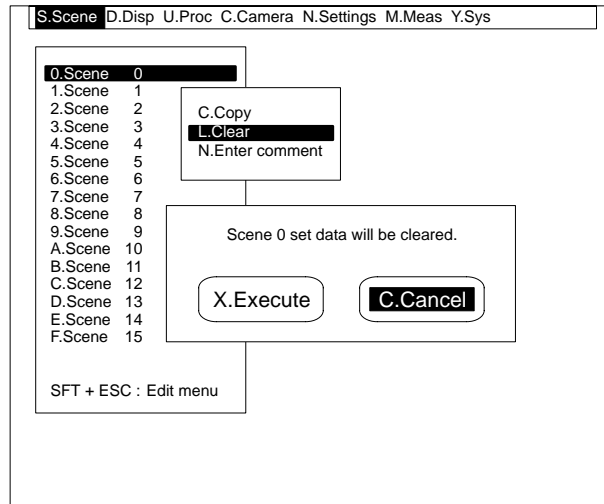 S.Scene D.Disp U.Proc C.Camera N.Settings M.Meas Y.Sys
0.Scene 0
1.Scene 1
2.Scene 2
3.Scene 3
4.Scene 4
5.Scene 5
6.Scene 6
7.Scene 7
8.Scene 8
9.Scene 9
A.Scene 10
B.Scene 11
C.Scene 12
D.Scene 13
E.Scene 14
F.Scene 15
SFT + ESC : Edit menu
C.Copy
L.Clear
N.Enter comment
Scene 0 set data will be cleared.
X.Execute C.Cancel